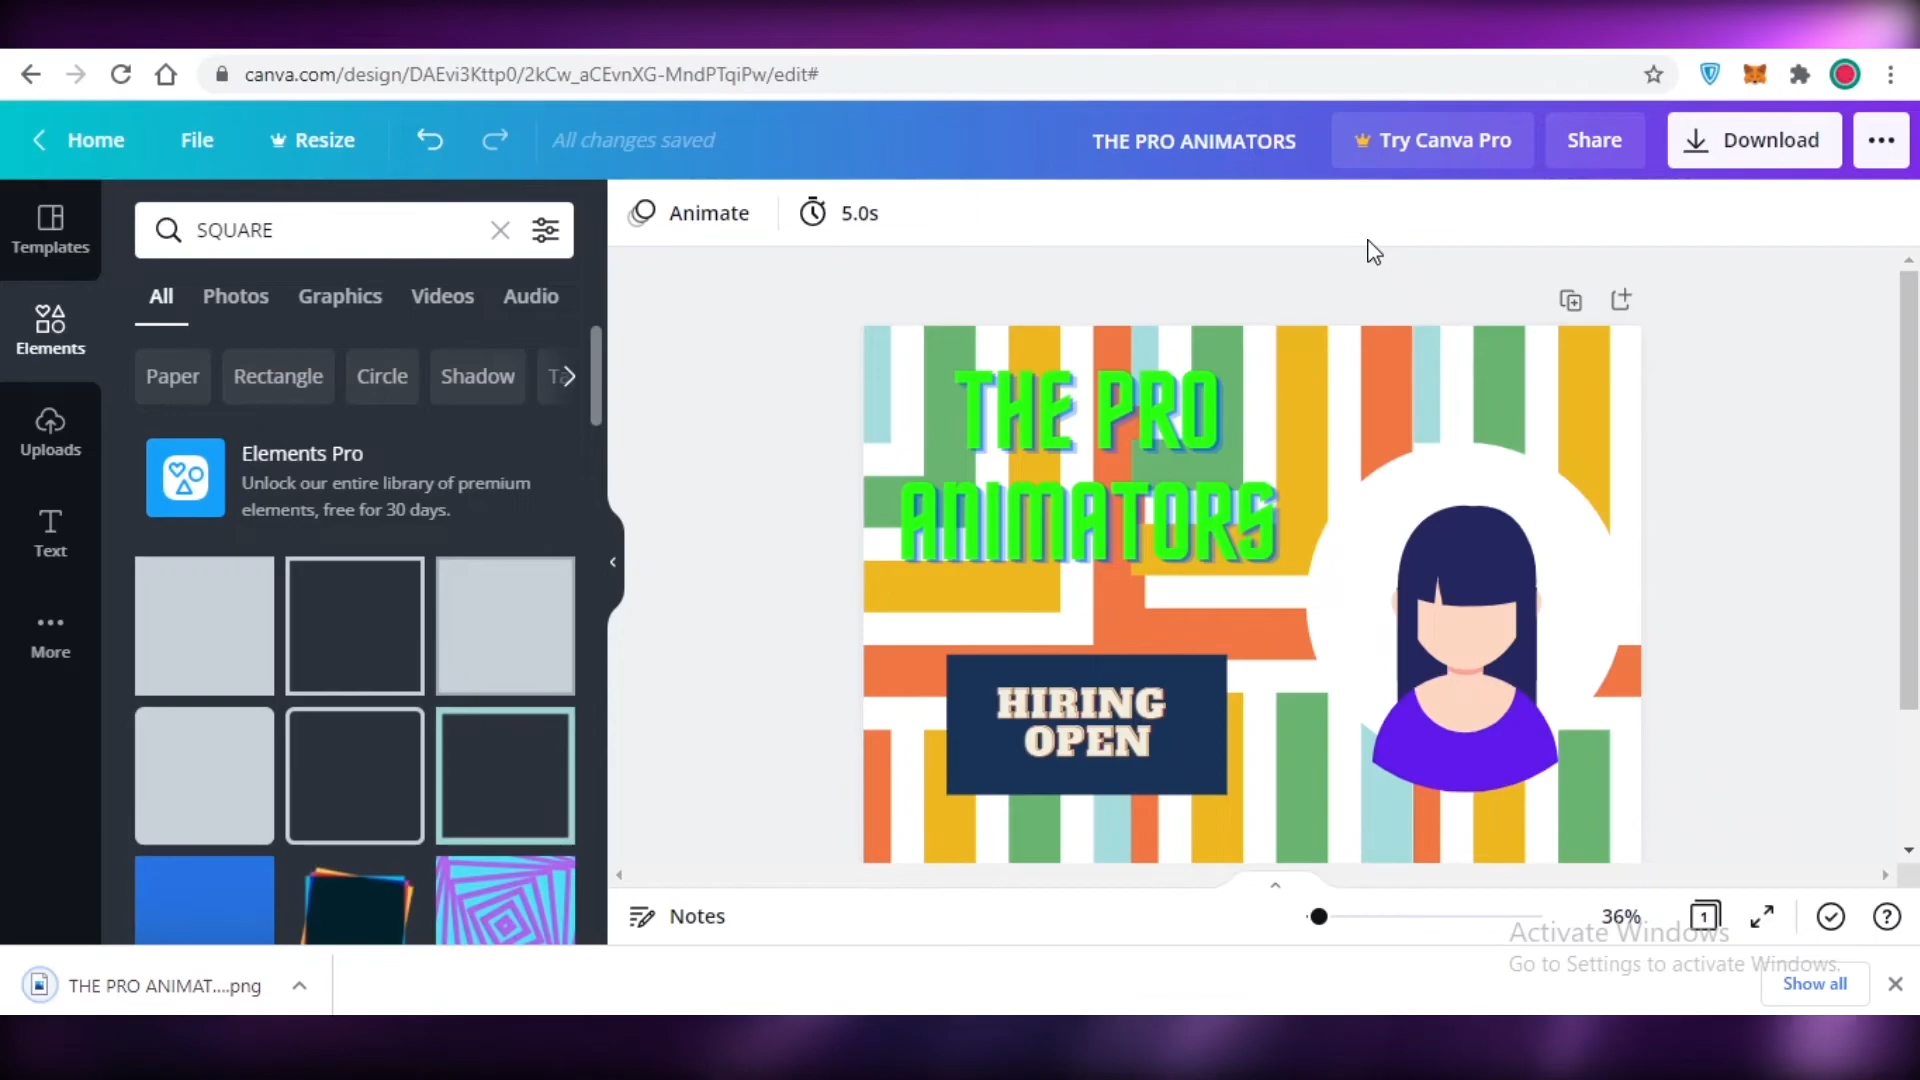 canva.com/design/DAEvi3Kttp0/2kCw_aCEvnXG-MndPTqiPw/edit#
Home
File
Resize
All changes saved
THE PRO ANIMATORS
Try Canva Pro
Share
Download
Templates
Elements
Uploads
Text
More
SQUARE
All
Photos
Graphics
Videos
Audio
Paper
Rectangle
Circle
Shadow
Elements Pro
Unlock our entire library of premium
elements, free for 30 days.
Animate
5.0s
THE PRO
ANIMATORS
HIRING
OPEN
Notes
36%
1
Activate Windows
Go to Settings to activate Windows.
THE PRO ANIMAT....png
Show all